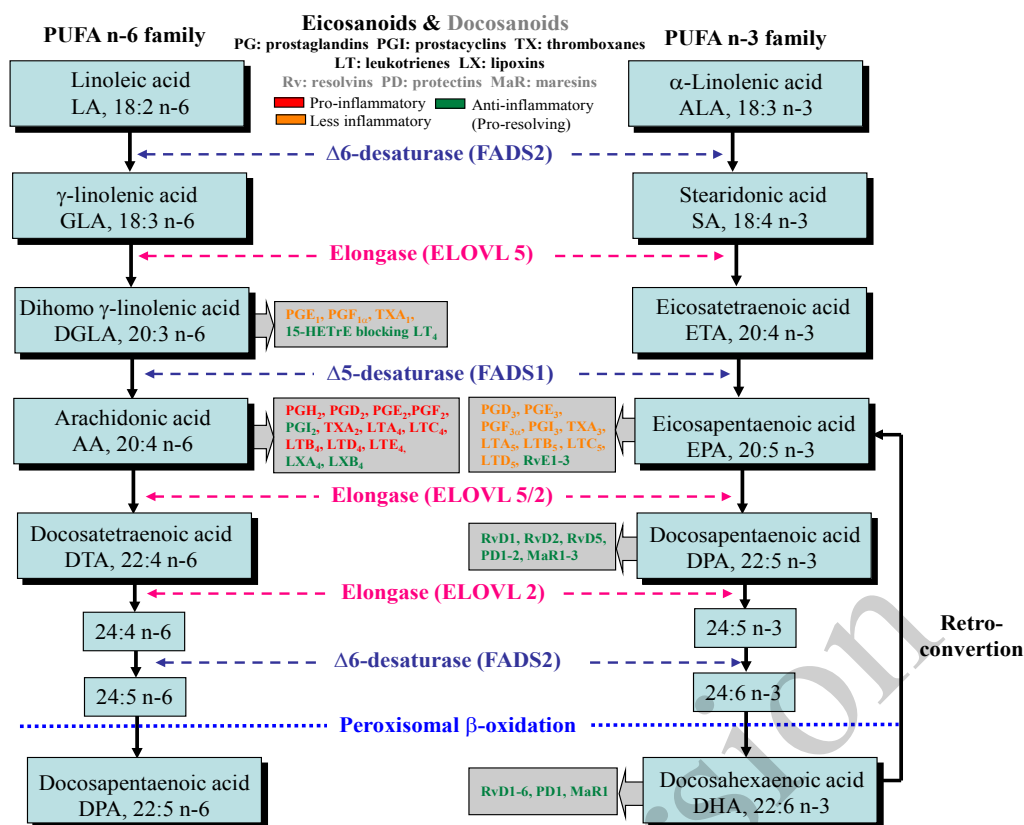 Eicosanoids & Docosanoids
PUFA n-6 family
PG: prostaglandins PGI: prostacyclins TX: thromboxanes
PUFA n-3 family
LT: leukotrienes LX: lipoxins
Rv: resolvins PD: protectins MaR: maresins
Pro-inflammatory
Anti-inflammatory
Less inflammatory
(Pro-resolving)
Linoleic acid
LA, 18:2 n-6
α-Linolenic acid
ALA, 18:3 n-3
Δ6-desaturase (FADS2)
γ-linolenic acid
GLA, 18:3 n-6
Stearidonic acid
SA, 18:4 n-3
Elongase (ELOVL 5)
Dihomo γ-linolenic acid
DGLA, 20:3 n-6
PGE₁, PGF₁α, TXA₁,
15-HETrE blocking LT₄
Eicosatetraenoic acid
ETA, 20:4 n-3
Δ5-desaturase (FADS1)
Arachidonic acid
AA, 20:4 n-6
PGH₂, PGD₂, PGE₂,PGF₂,
PGI₂, TXA₂, LTA₄, LTC₄,
LTB₄, LTD₄, LTE₄,
LXA₄, LXB₄
PGD₃, PGE₃,
PGF₃α, PGI₃, TXA₃,
LTA₅, LTB₅, LTC₅,
LTD₅, RvE1-3
Eicosapentaenoic acid
EPA, 20:5 n-3
Elongase (ELOVL 5/2)
Docosatetraenoic acid
DTA, 22:4 n-6
RvD1, RvD2, RvD5,
PD1-2, MaR1-3
Docosapentaenoic acid
DPA, 22:5 n-3
Elongase (ELOVL 2)
24:4 n-6
24:5 n-3
Retro-
convertion
Δ6-desaturase (FADS2)
24:5 n-6
24:6 n-3
Peroxisomal β-oxidation
Docosapentaenoic acid
DPA, 22:5 n-6
RvD1-6, PD1, MaR1
Docosahexaenoic acid
DHA, 22:6 n-3
ision